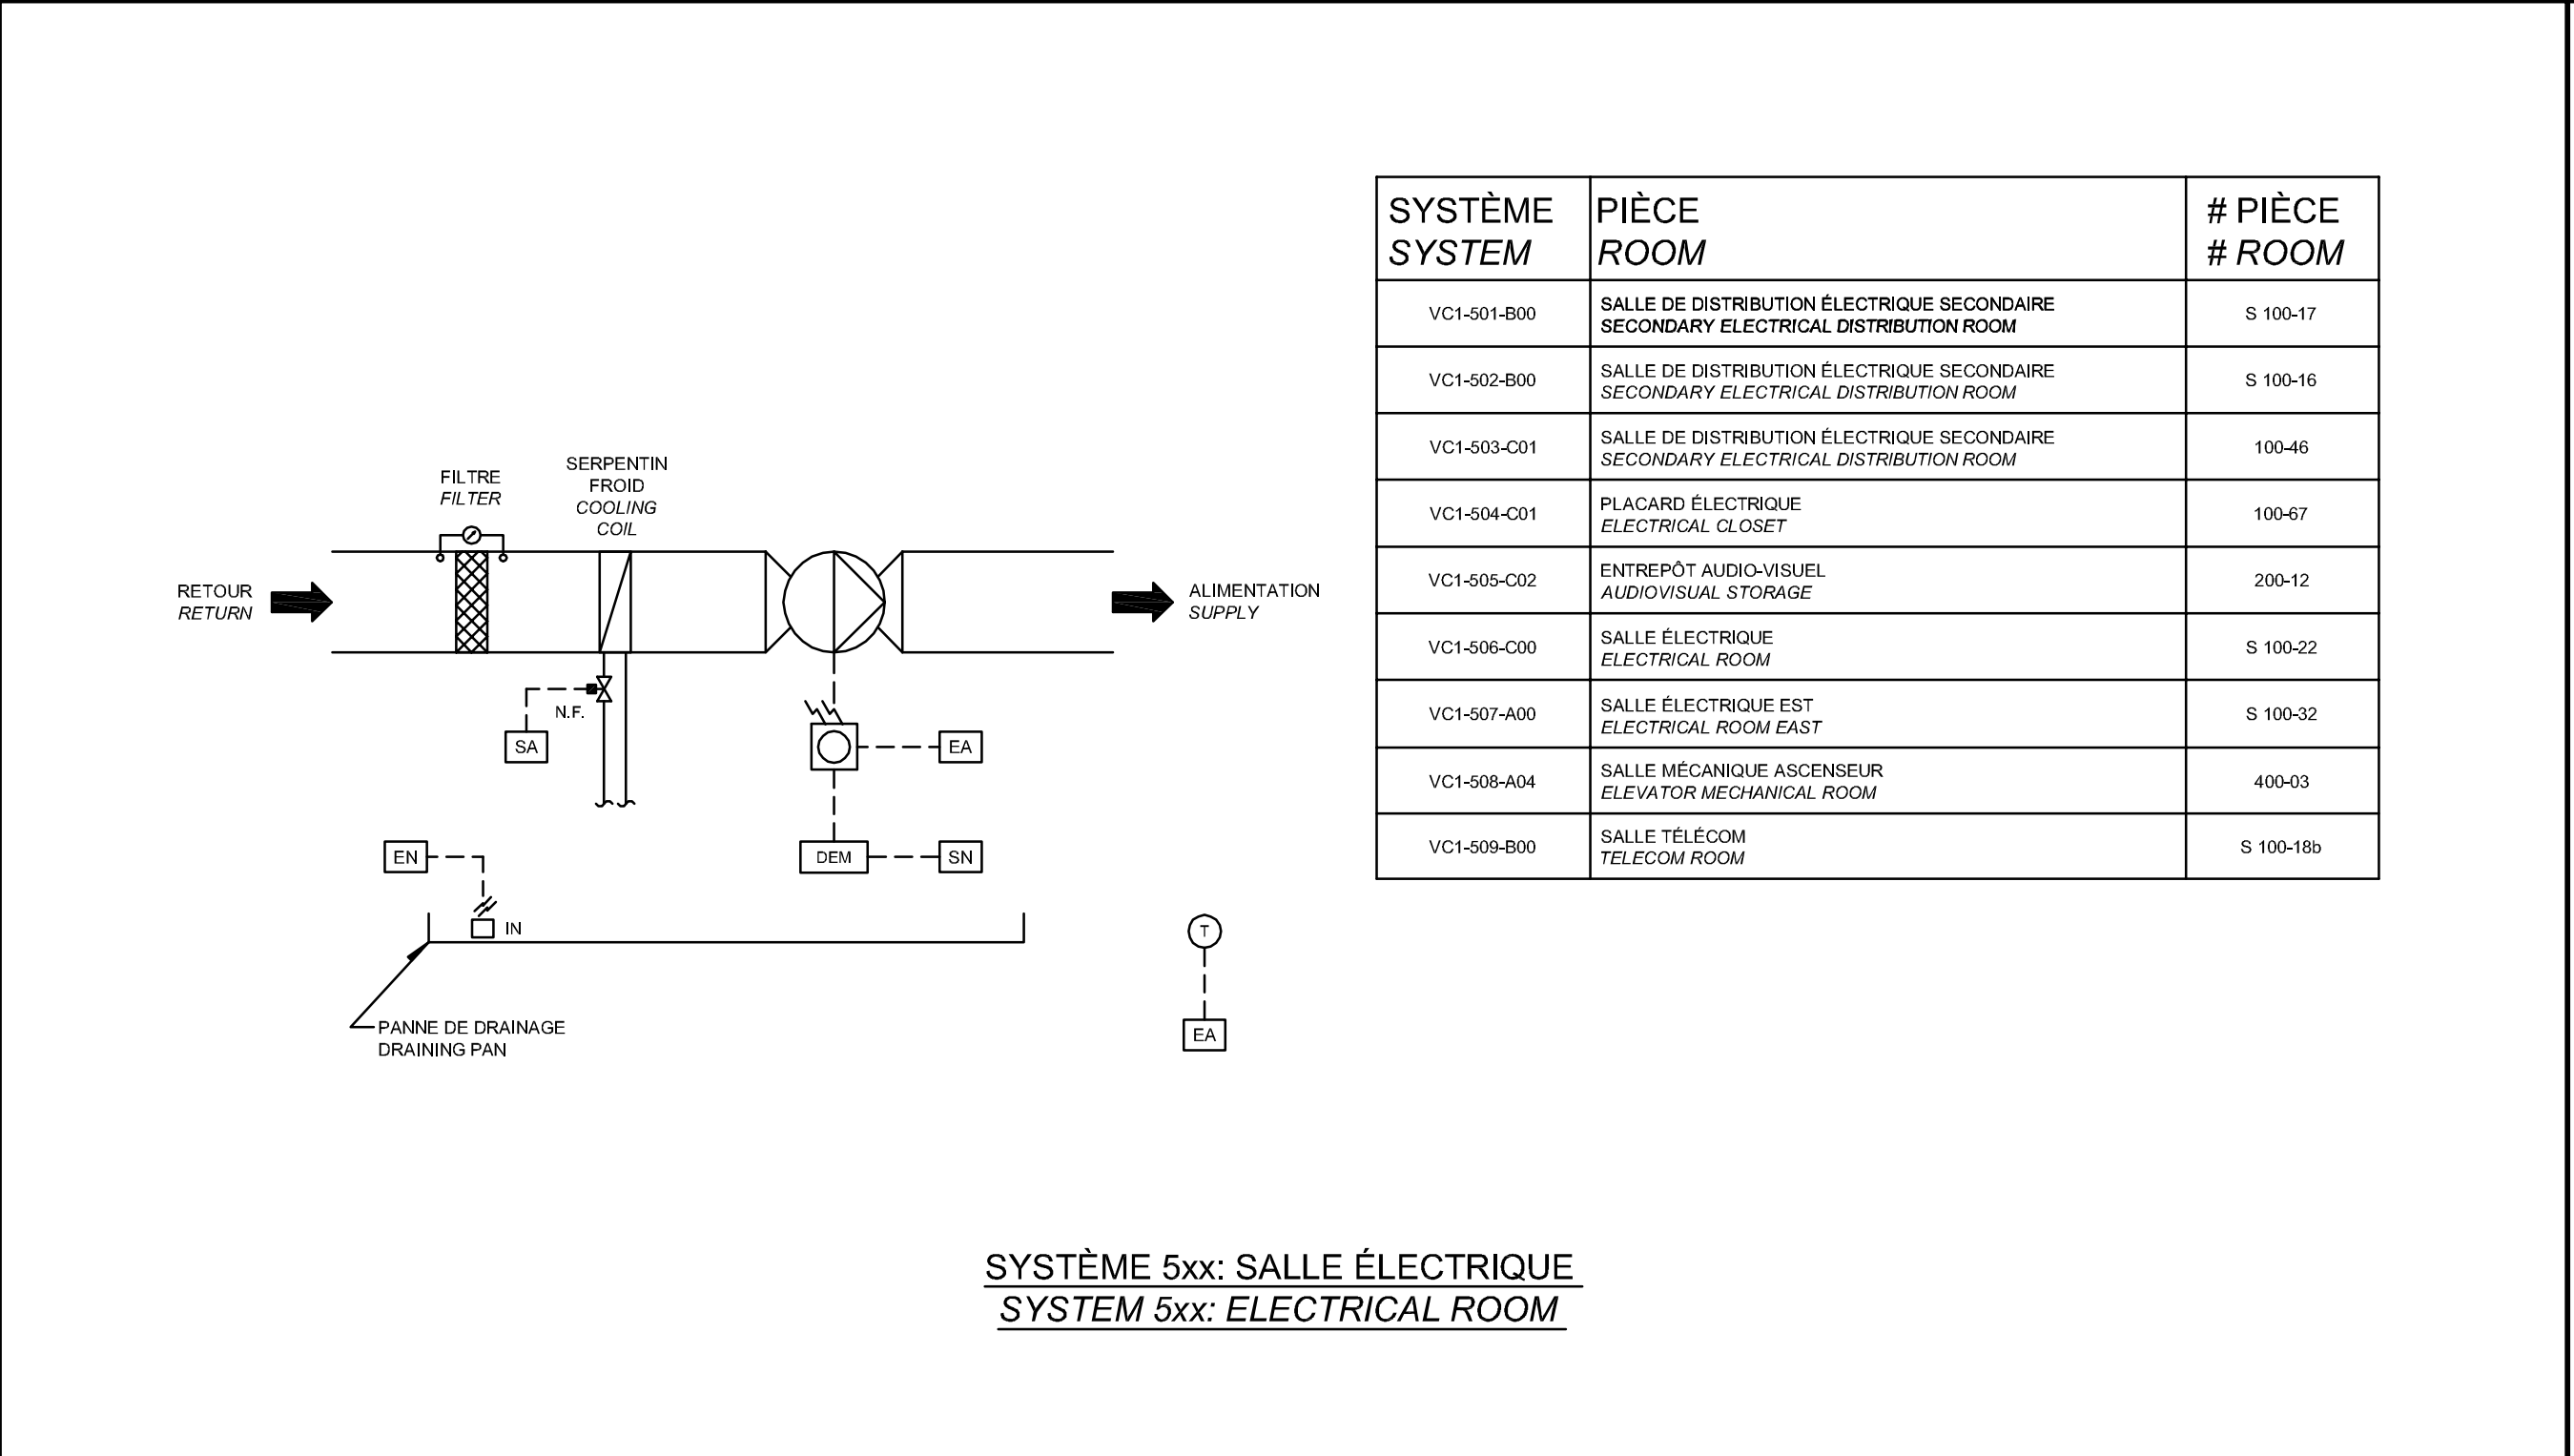 SYSTÈME
SYSTEM
PIÈCE
ROOM
# PIÈCE
# ROOM
VC1-501-B00
SALLE DE DISTRIBUTION ÉLECTRIQUE SECONDAIRE
SECONDARY ELECTRICAL DISTRIBUTION ROOM
S 100-17
VC1-502-B00
SALLE DE DISTRIBUTION ÉLECTRIQUE SECONDAIRE
SECONDARY ELECTRICAL DISTRIBUTION ROOM
S 100-16
VC1-503-C01
SALLE DE DISTRIBUTION ÉLECTRIQUE SECONDAIRE
SECONDARY ELECTRICAL DISTRIBUTION ROOM
100-46
VC1-504-C01
PLACARD ÉLECTRIQUE
ELECTRICAL CLOSET
100-67
VC1-505-C02
ENTREPÔT AUDIO-VISUEL
AUDIOVISUAL STORAGE
200-12
VC1-506-C00
SALLE ÉLECTRIQUE
ELECTRICAL ROOM
S 100-22
VC1-507-A00
SALLE ÉLECTRIQUE EST
ELECTRICAL ROOM EAST
S 100-32
VC1-508-A04
SALLE MÉCANIQUE ASCENSEUR
ELEVATOR MECHANICAL ROOM
400-03
VC1-509-B00
SALLE TÉLÉCOM
TELECOM ROOM
S 100-18b
FILTRE
FILTER
SERPENTIN
FROID
COOLING
COIL
RETOUR
RETURN
ALIMENTATION
SUPPLY
N.F.
SA
EA
EN
DEM
SN
IN
T
EA
PANNE DE DRAINAGE
DRAINING PAN
SYSTÈME 5xx: SALLE ÉLECTRIQUE
SYSTEM 5xx: ELECTRICAL ROOM